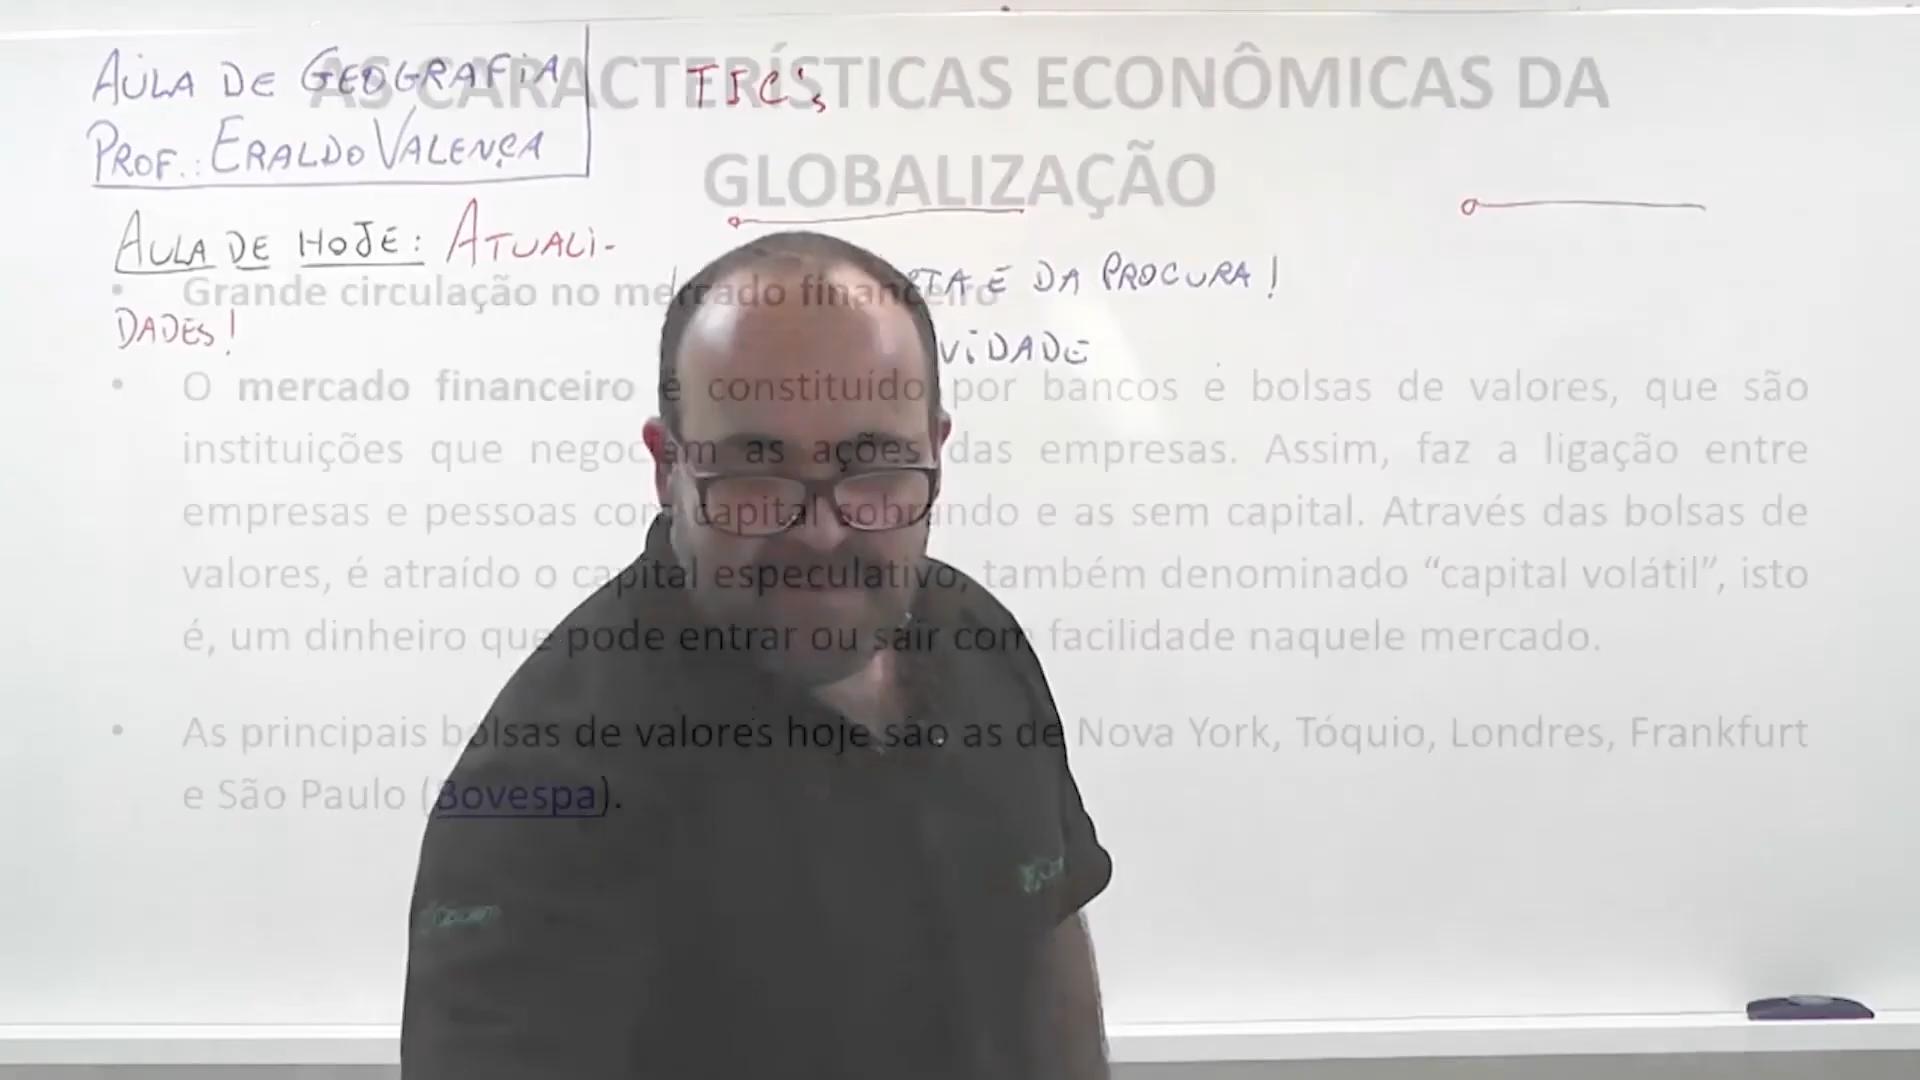 AULA DE GEOGRAFIA
PROF.: ERALDO VALENÇA
AULA DE HOJE: ATUALI-
DADES!
TIC's
E DA PROCURA!
AS CARACTERÍSTICAS ECONÔMICAS DA
GLOBALIZAÇÃO
• Grande circulação no mercado financeiro
• O mercado financeiro é constituído por bancos e bolsas de valores, que são
instituições que negociam as ações das empresas. Assim, faz a ligação entre
empresas e pessoas com capital sobrando e as sem capital. Através das bolsas de
valores, é atraído o capital especulativo, também denominado “capital volátil”, isto
é, um dinheiro que pode entrar ou sair com facilidade naquele mercado.
• As principais bolsas de valores hoje são as de Nova York, Tóquio, Londres, Frankfurt
e São Paulo (Bovespa).